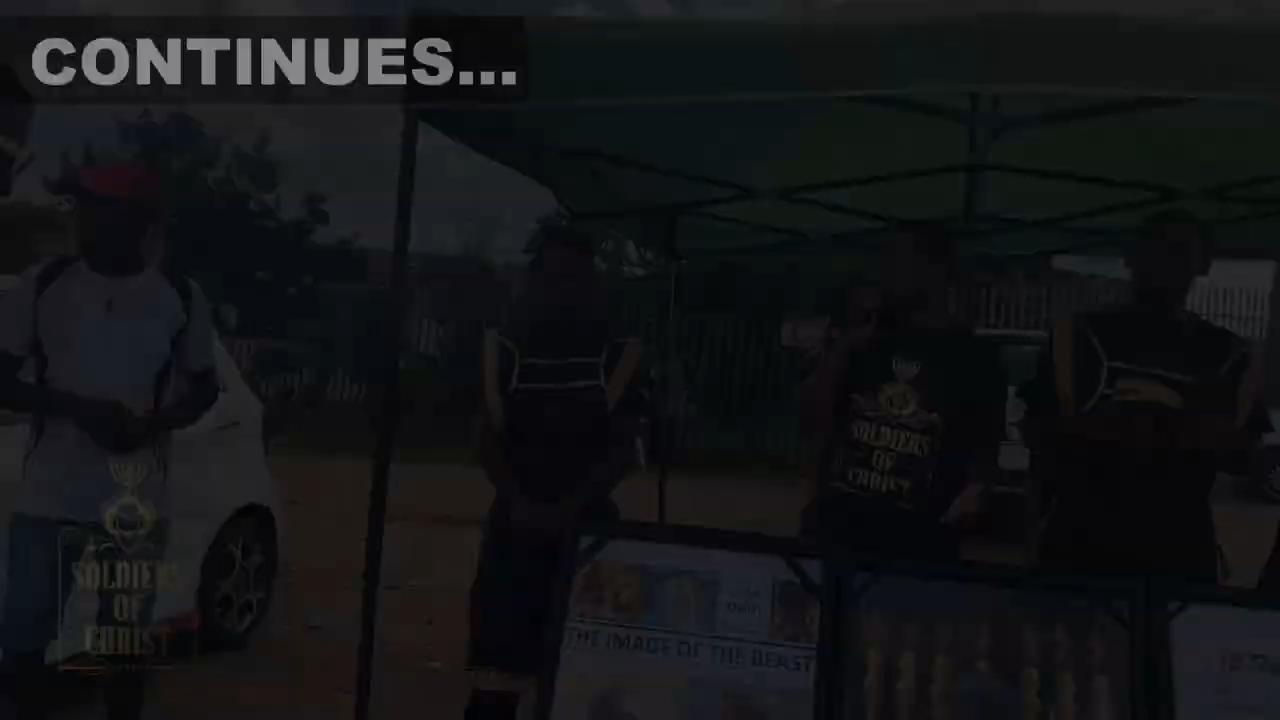 CONTINUES...
SOLDIERS
OF
CHRIST
SOLDIERS
OF
CHRIST
THE IMAGE OF THE BEAST